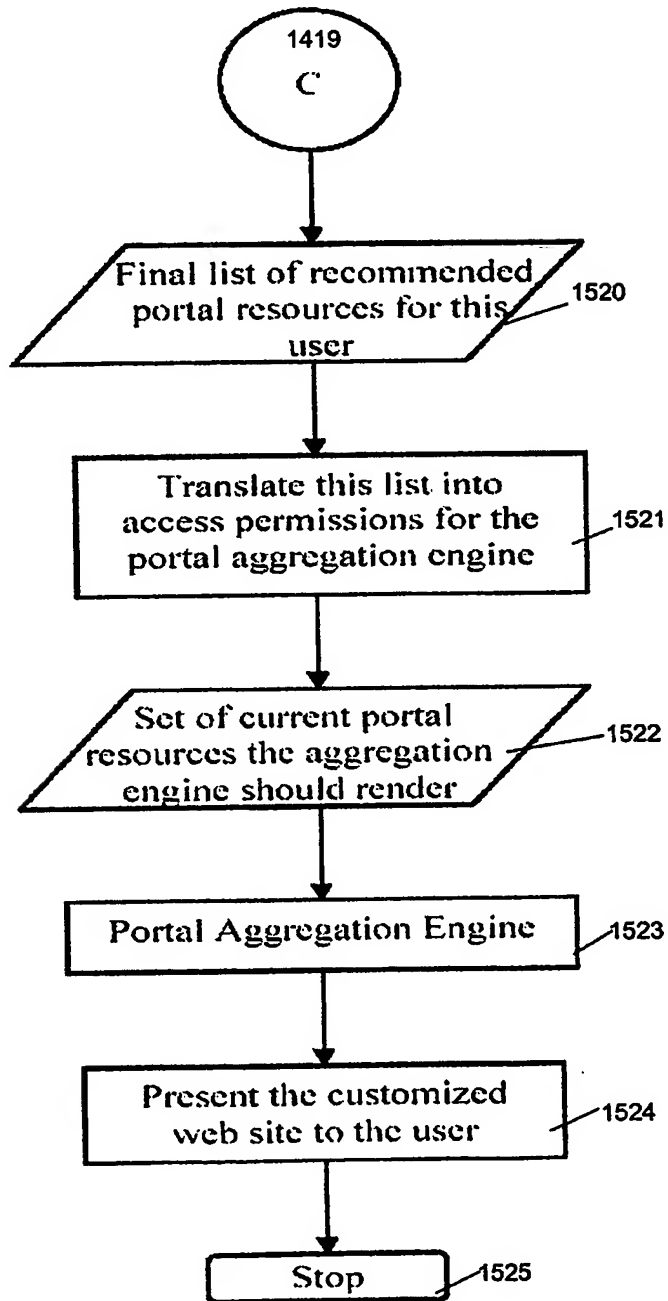 1419
C
Final list of recommended
portal resources for this
user
1520
Translate this list into
access permissions for the
portal aggregation engine
1521
Set of current portal
resources the aggregation
engine should render
1522
Portal Aggregation Engine
1523
Present the customized
web site to the user
1524
Stop
1525